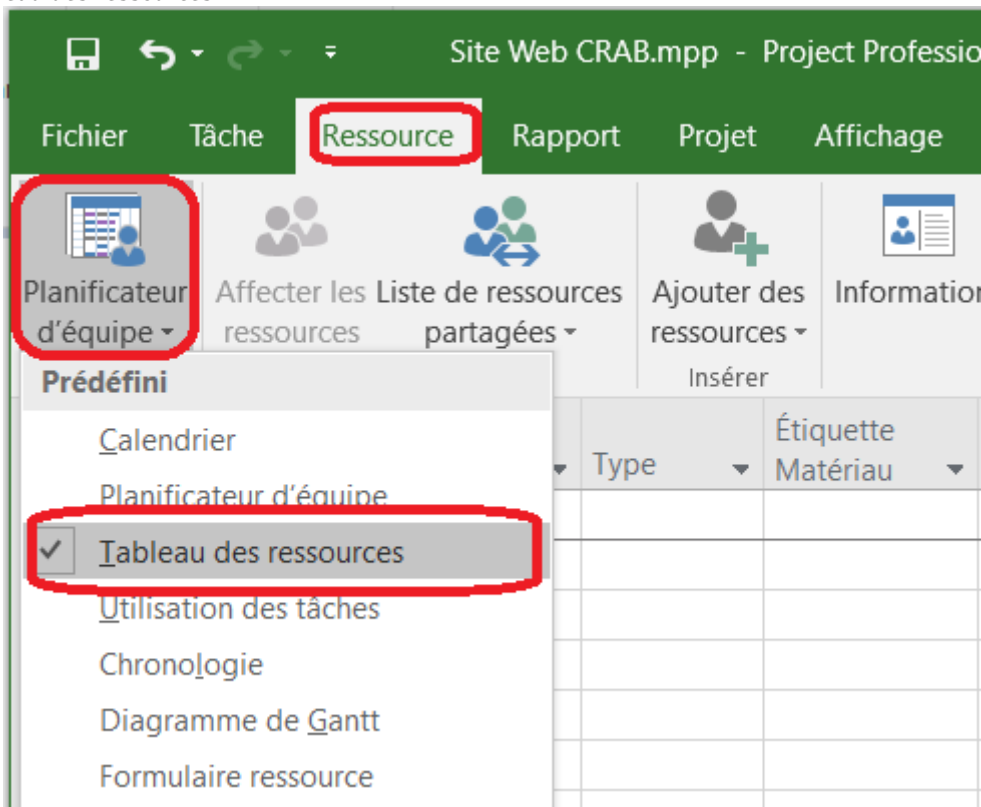 Site Web CRAB.mpp - Project Professio
Fichier Tâche Ressource Rapport Projet Affichage
Planificateur d'équipe
Affecter les ressources
Liste de ressources partagées
Ajouter des ressources
Information
Insérer
Prédéfini
Calendrier
Planificateur d'équipe
Tableau des ressources
Utilisation des tâches
Chronologie
Diagramme de Gantt
Formulaire ressource
Type
Étiquette
Matériau